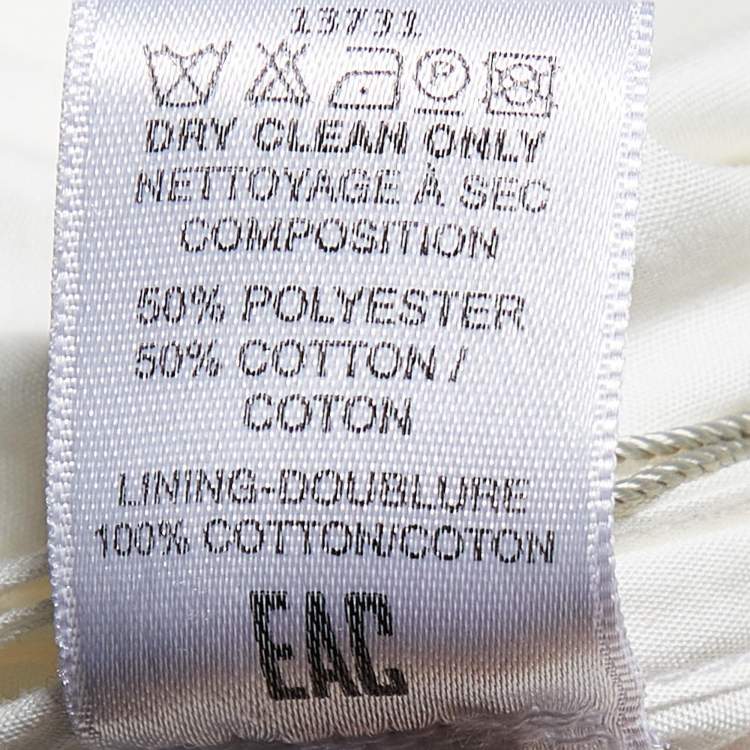 13731
P
DRY CLEAN ONLY
NETTOYAGE À SEC
COMPOSITION
50% POLYESTER
50% COTTON /
COTON
LINING-DOUBLURE
100% COTTON/COTON
EAC